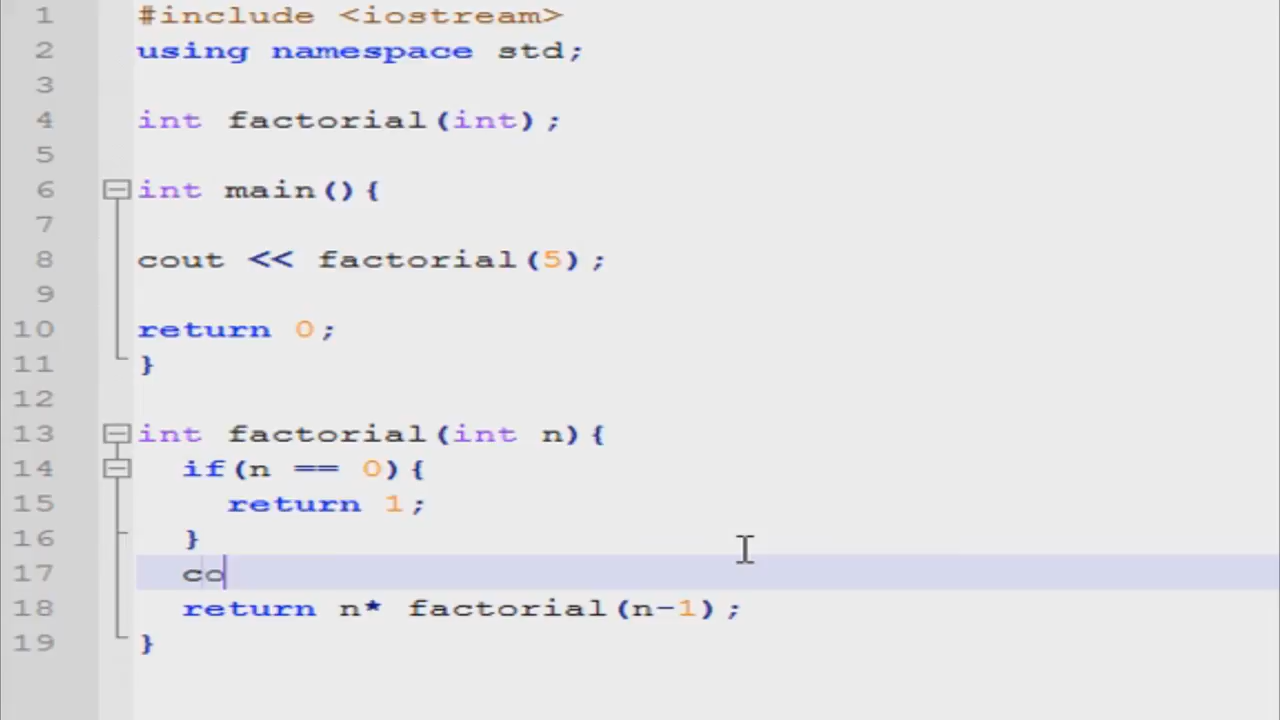 1 #include <iostream>
2 using namespace std;
3
4 int factorial(int);
5
6 int main(){
7
8 cout << factorial(5);
9
10 return 0;
11 }
12
13 int factorial(int n){
14 if(n == 0){
15 return 1;
16 }
17 co
18 return n* factorial(n-1);
19 }